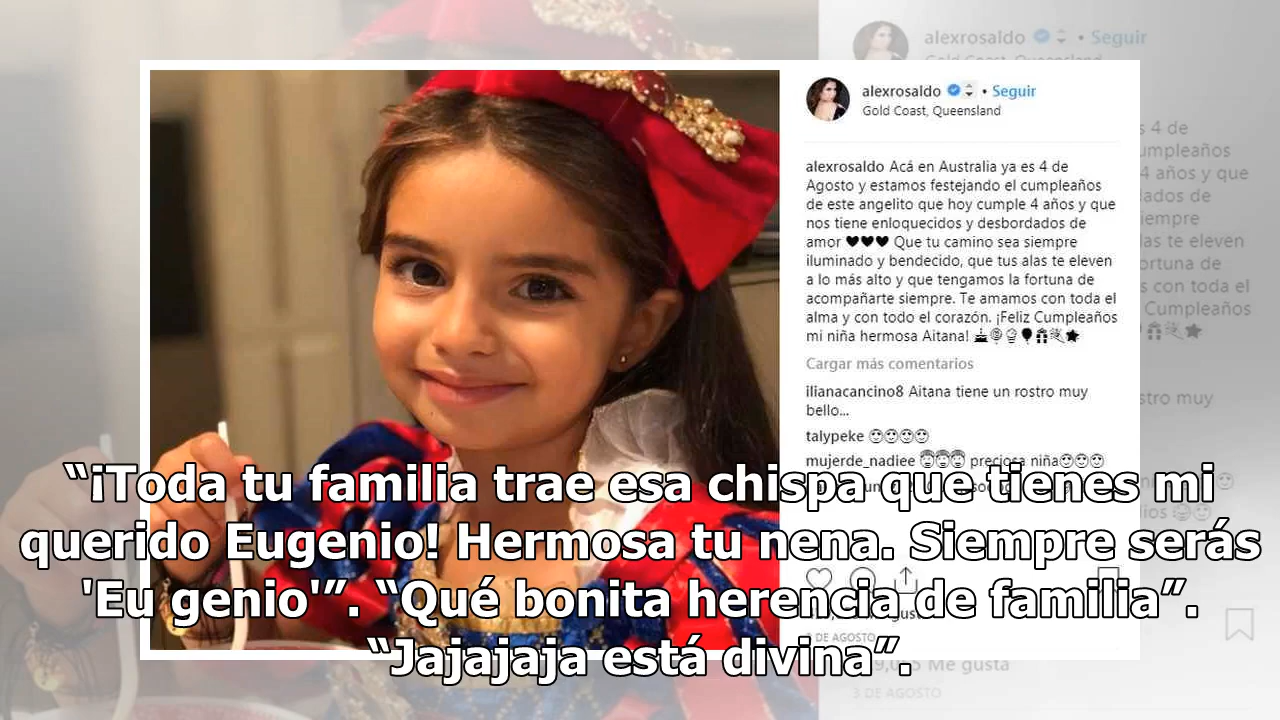 alexrosaldo • Seguir
alexrosaldo • Seguir
Gold Coast, Queensland
alexrosaldo Acá en Australia ya es 4 de
Agosto y estamos festejando el cumpleaños
de este angelito que hoy cumple 4 años y que
nos tiene enloquecidos y desbordados de
amor ♥♥♥ Que tu camino sea siempre
iluminado y bendecido, que tus alas te eleven
a lo más alto y que tengamos la fortuna de
acompañarte siempre. Te amamos con toda el
alma y con todo el corazón. ¡Feliz Cumpleaños
mi niña hermosa Aitana!
Cargar más comentarios
ilianacancino8 Aitana tiene un rostro muy
bello...
talypeke
mujerde_nadiee preciosa niña
“¡Toda tu familia trae esa chispa que tienes mi
querido Eugenio! Hermosa tu nena. Siempre serás
'Eu genio'”. “Qué bonita herencia de familia”.
“Jajajaja está divina”.
3 DE AGOSTO
Me gusta
3 DE AGOSTO